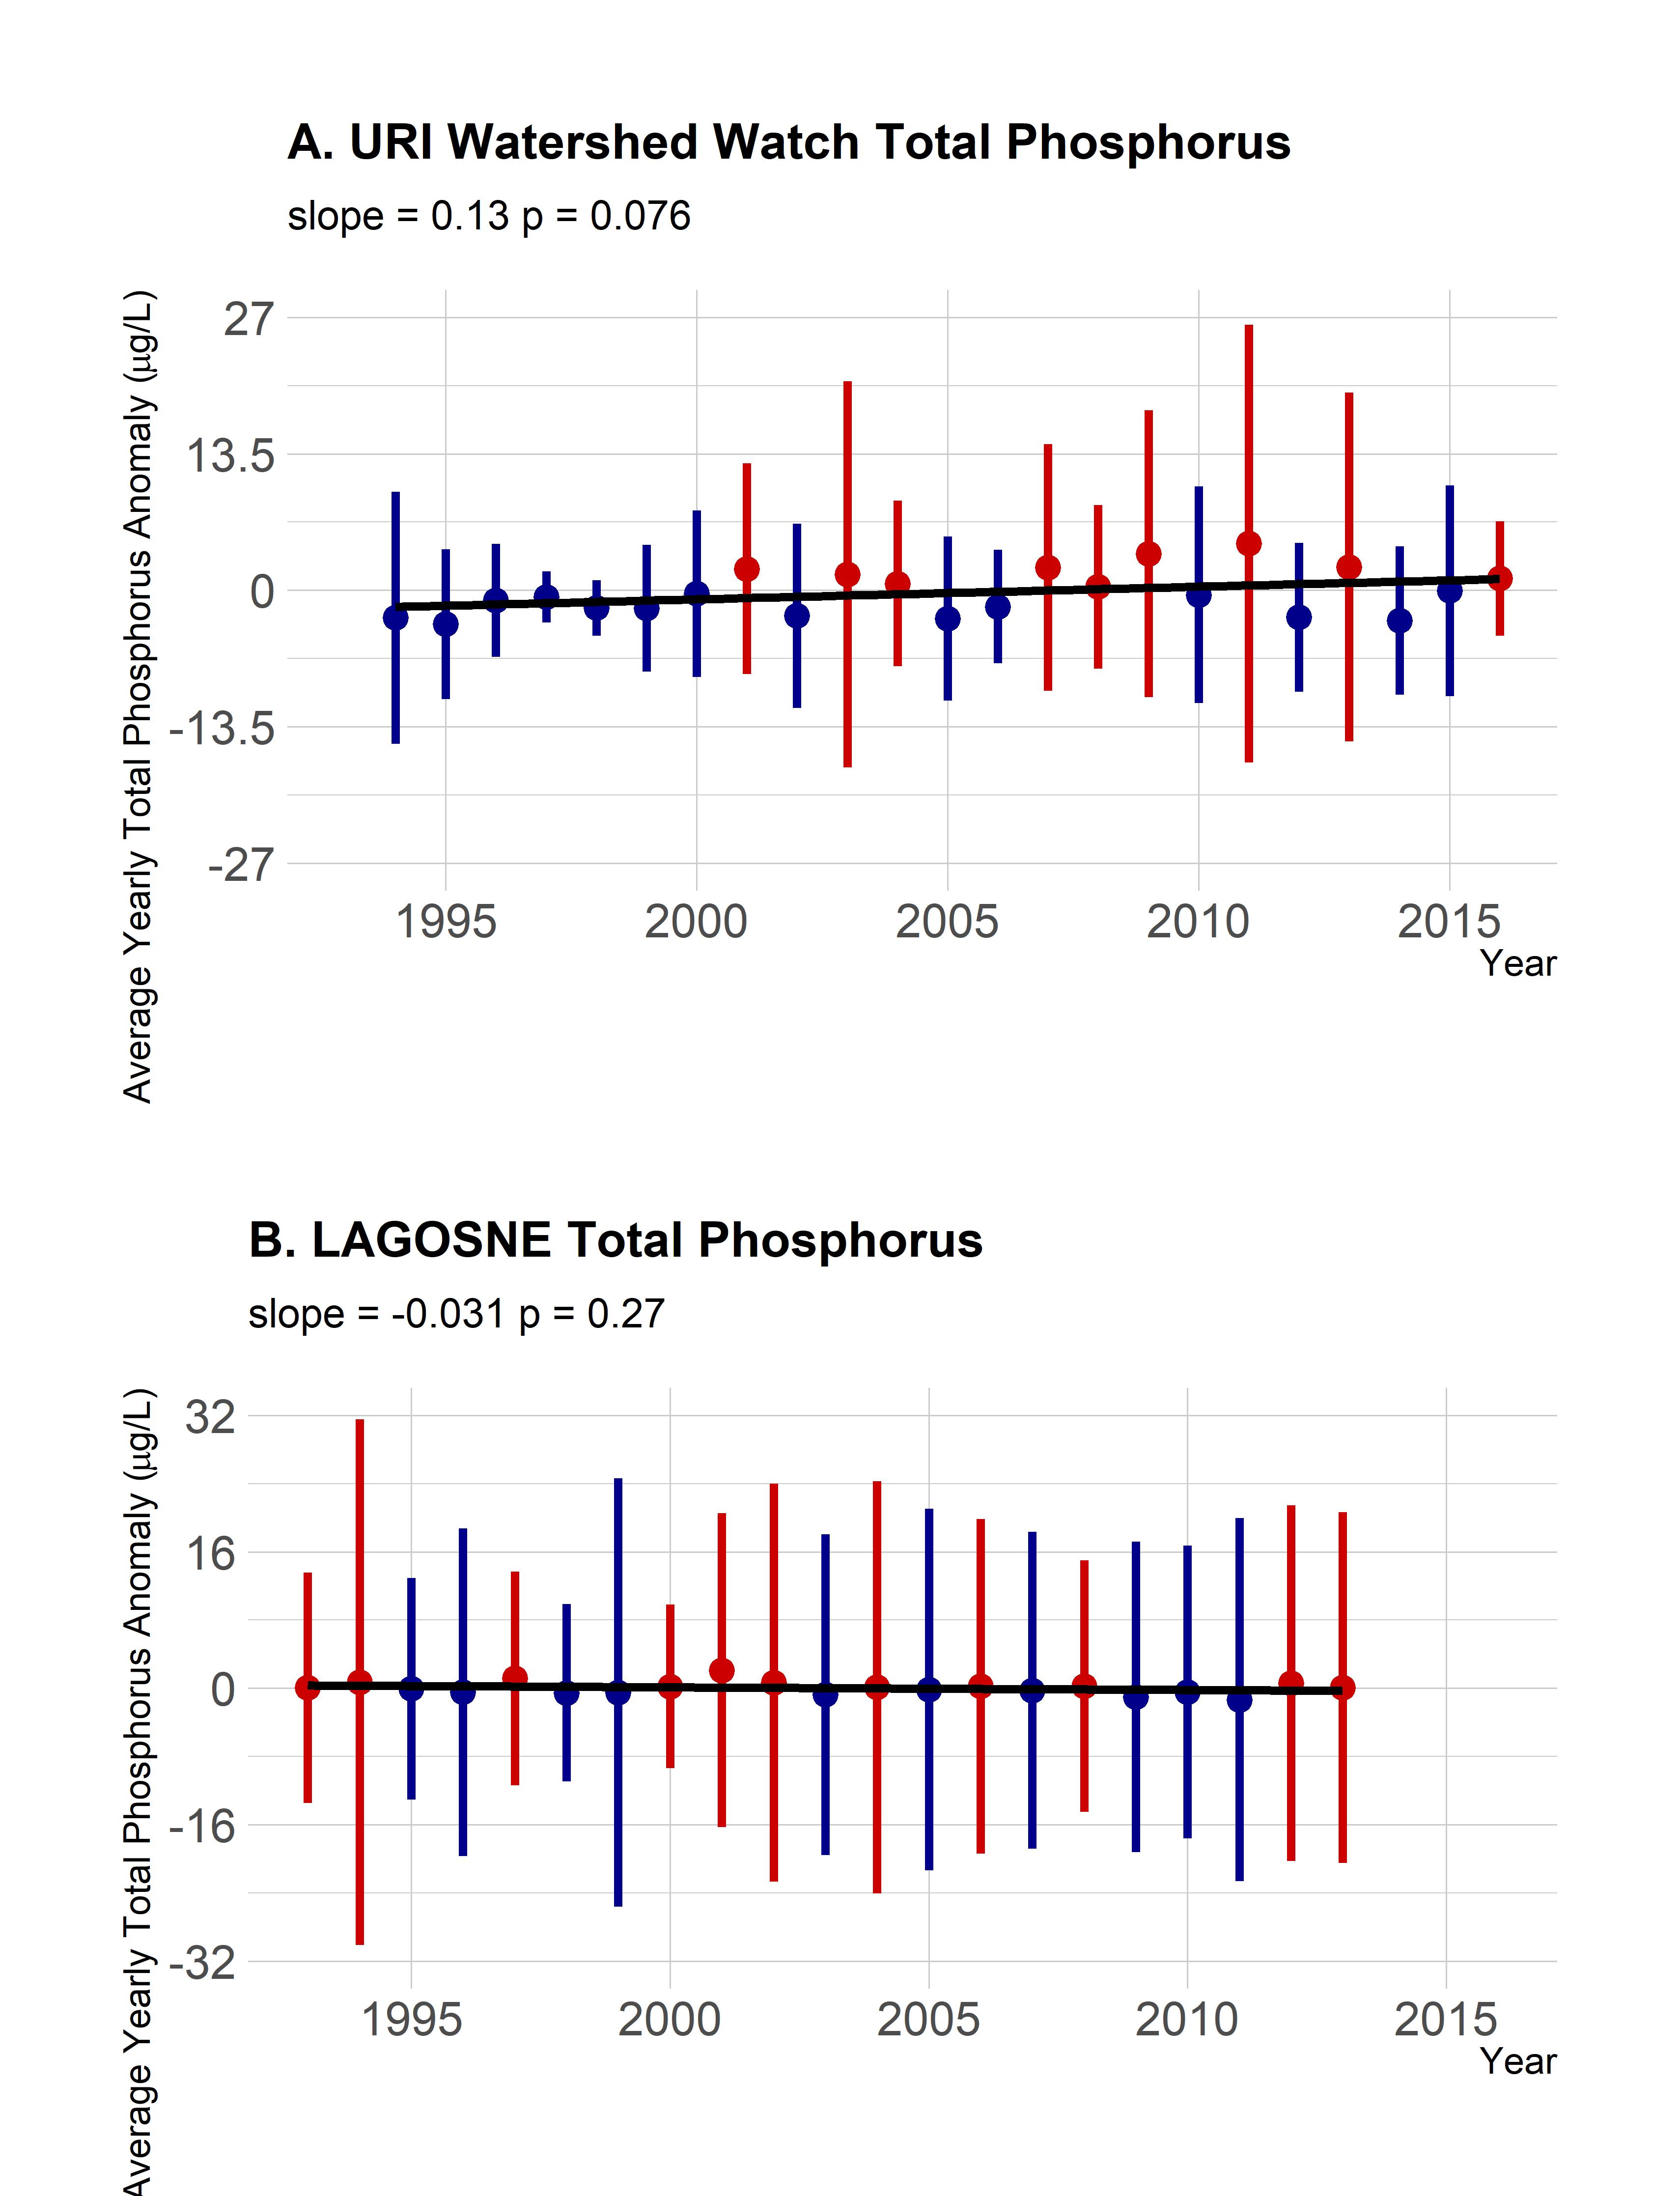 A. URI Watershed Watch Total Phosphorus
slope = 0.13 p = 0.076
Average Yearly Total Phosphorus Anomaly (μg/L)
27
13.5
0
-13.5
-27
1995 2000 2005 2010 2015
Year
B. LAGOSNE Total Phosphorus
slope = -0.031 p = 0.27
Average Yearly Total Phosphorus Anomaly (μg/L)
32
16
0
-16
-32
1995 2000 2005 2010 2015
Year